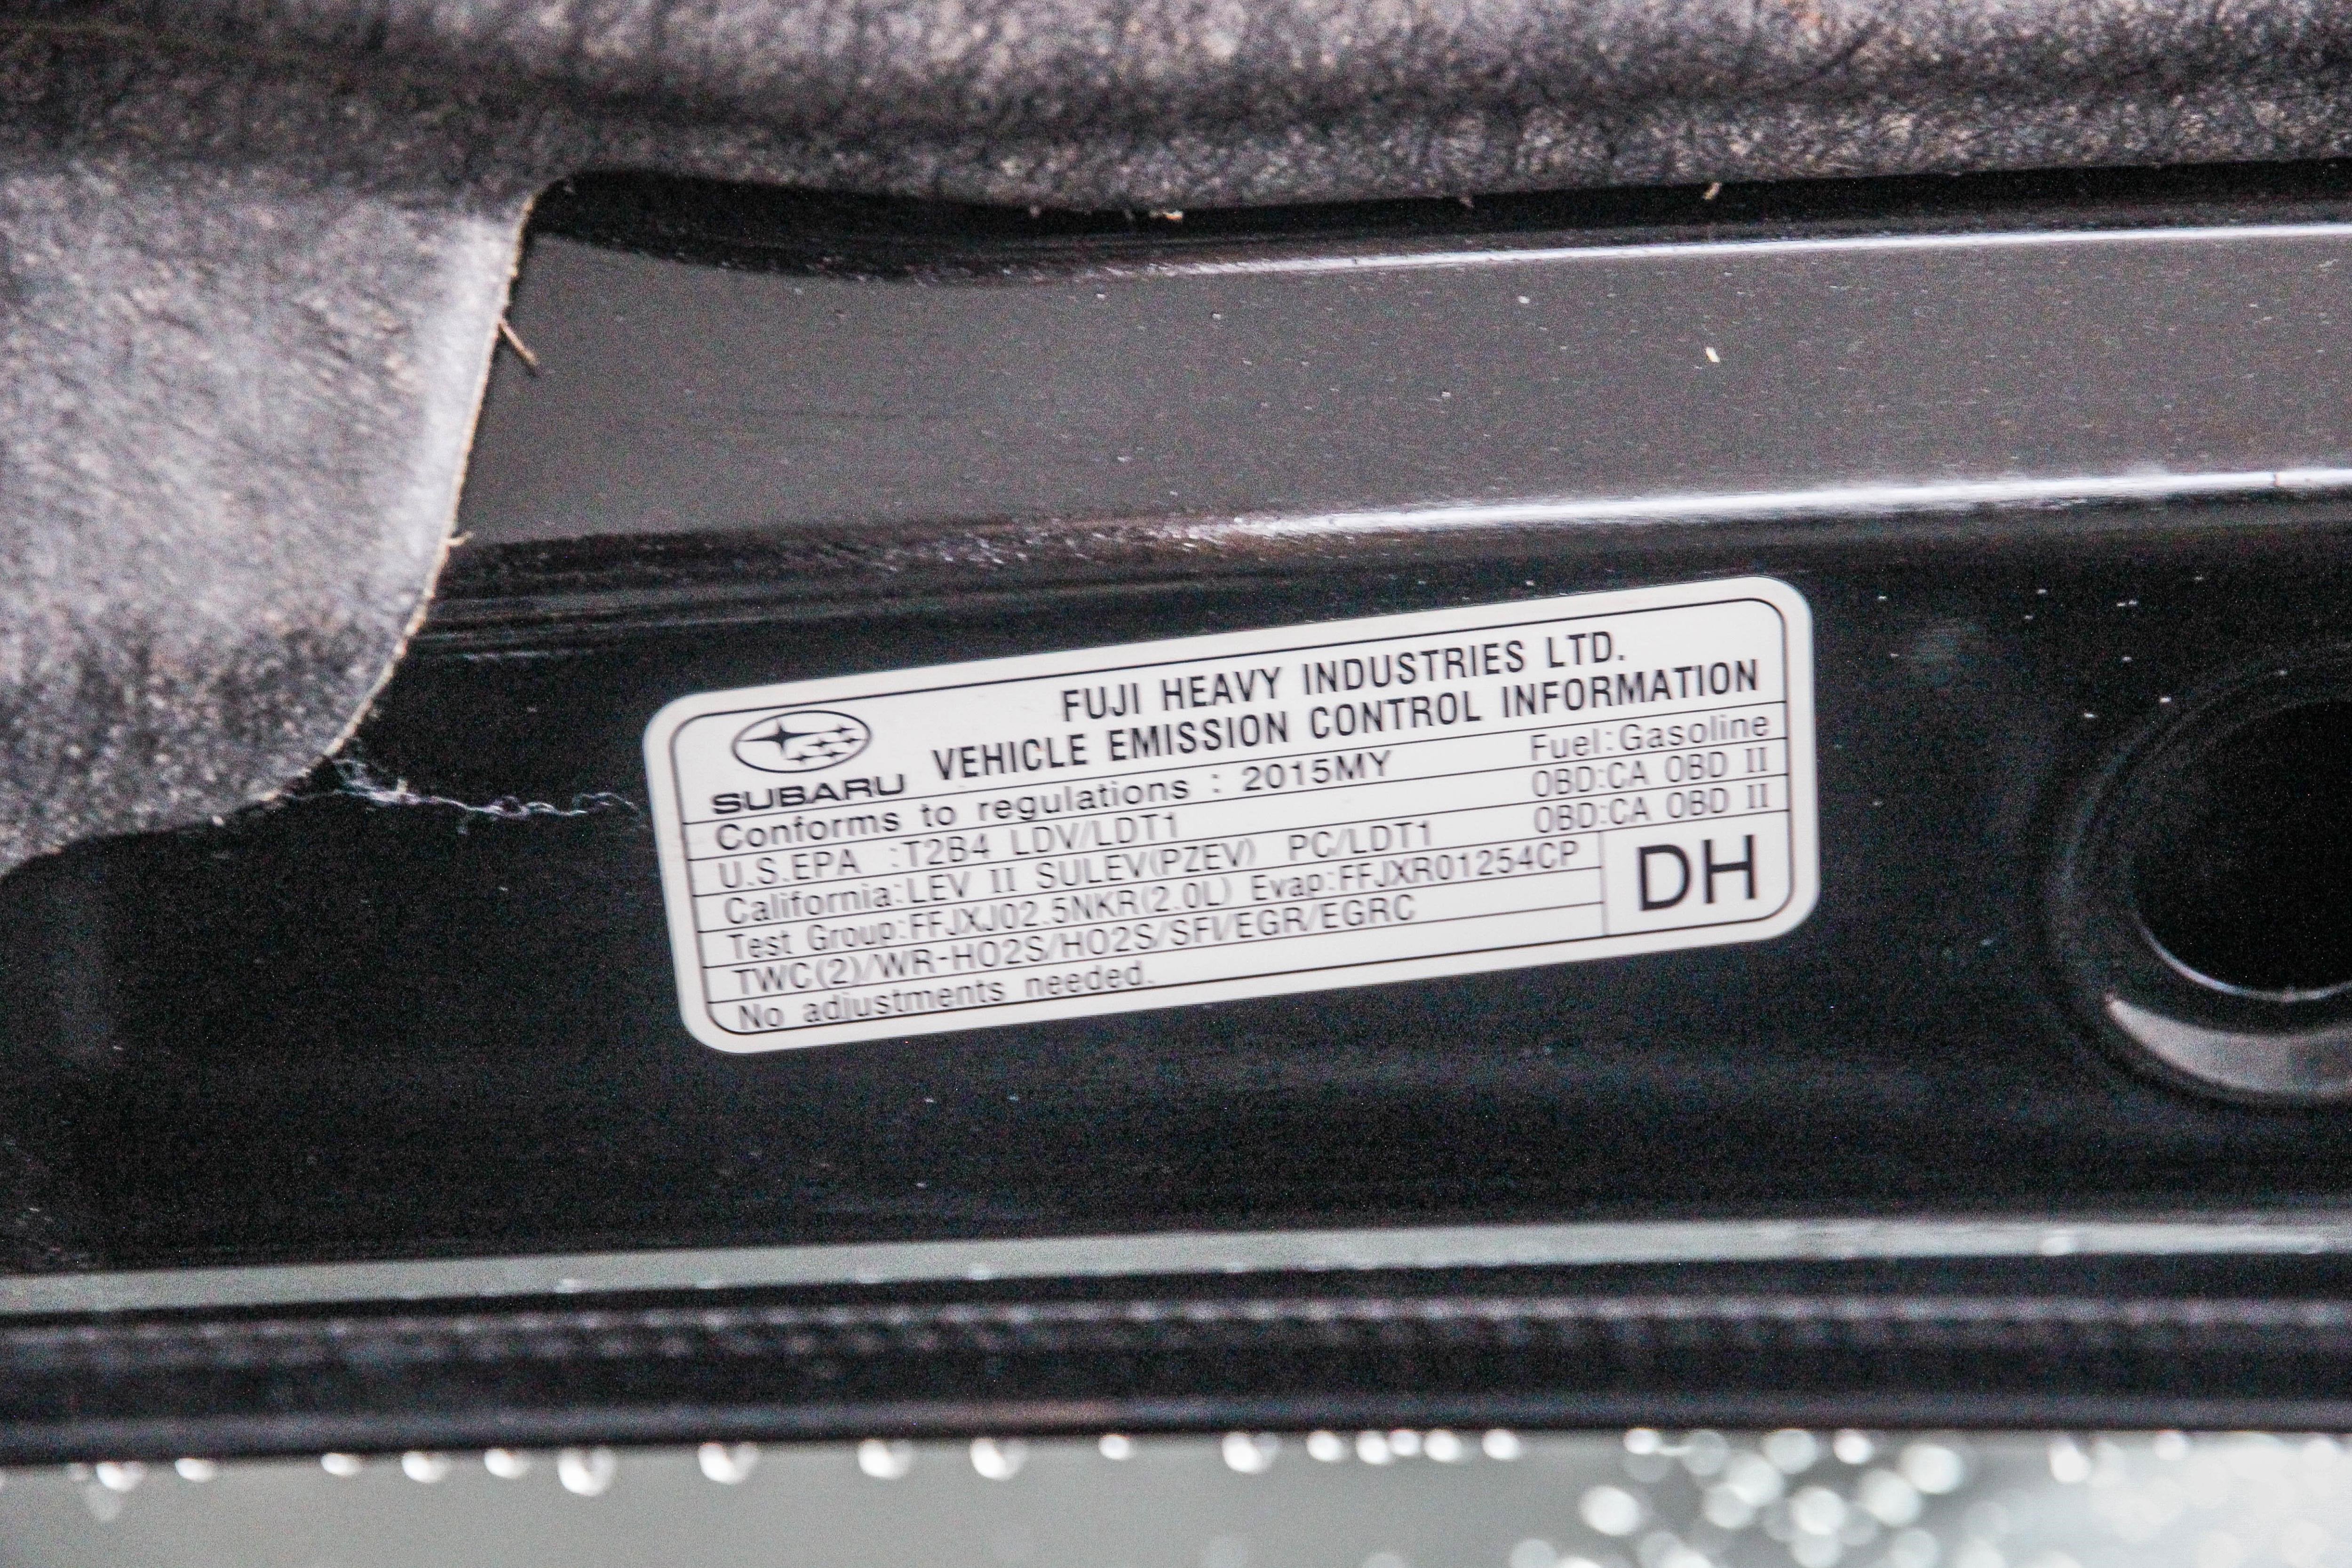 FUJI HEAVY INDUSTRIES LTD.
SUBARU VEHICLE EMISSION CONTROL INFORMATION
Conforms to regulations : 2015MY Fuel:Gasoline
U.S.EPA :T2B4 LDV/LDT1 OBD:CA OBD II
California:LEV II SULEV(PZEV) PC/LDT1 OBD:CA OBD II
Test Group:FFJXJ02.5NKR(2.0L) Evap:FFJXR01254CP
DH
TWC(2)/WR-HO2S/HO2S/SFI/EGR/EGRC
No adjustments needed.